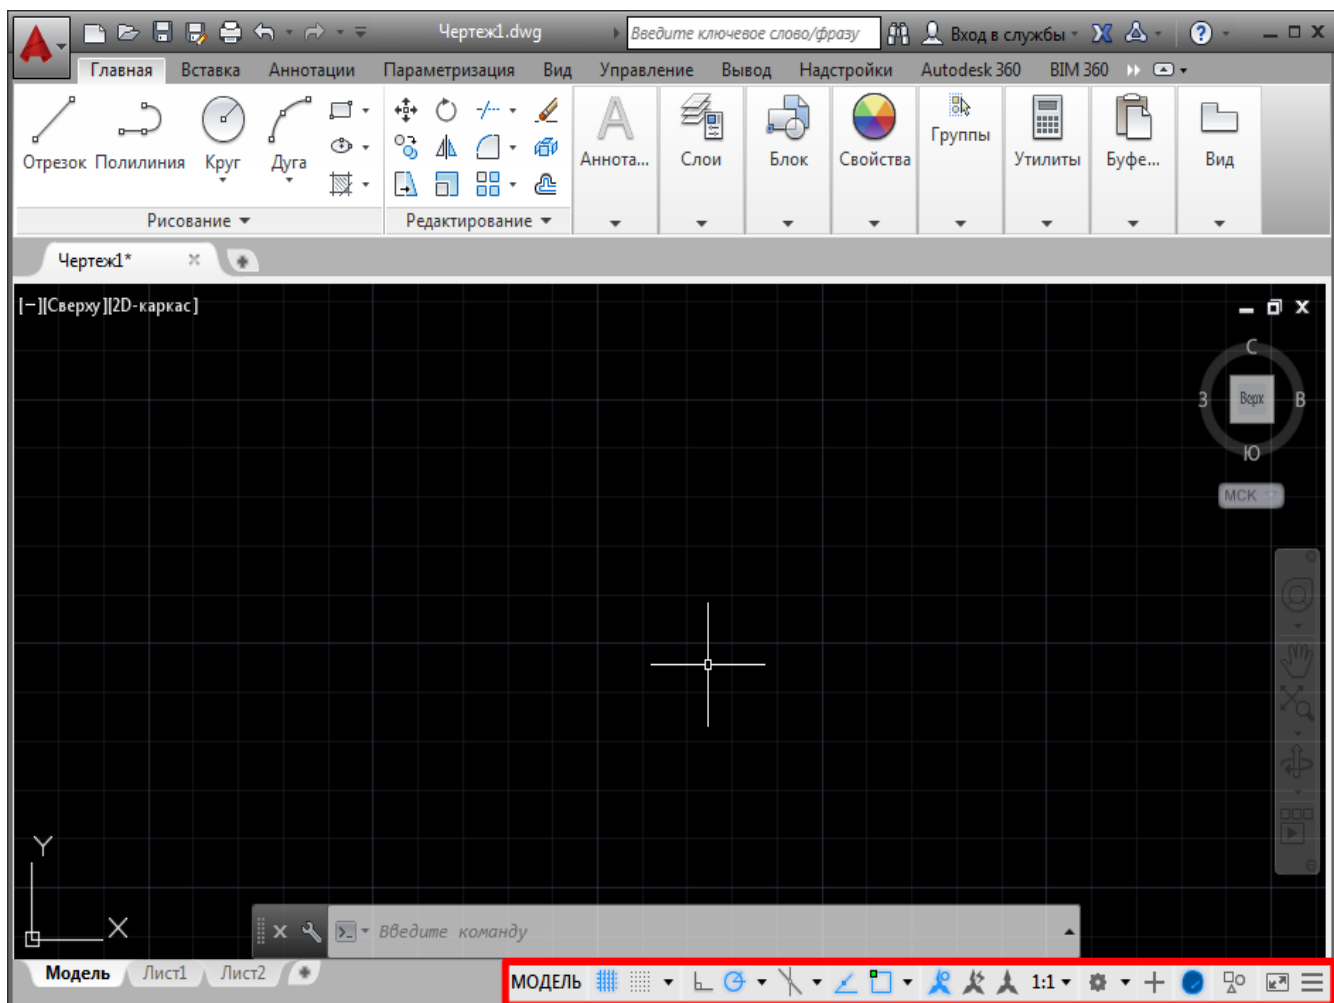 Чертеж1.dwg Введите ключевое слово/фразу Вход в службы
Главная Вставка Аннотации Параметризация Вид Управление Вывод Надстройки Autodesk 360 BIM 360
Отрезок Полилиния Круг Дуга Аннота... Слои Блок Свойства Группы Утилиты Буфе... Вид
Рисование Редактирование
Чертеж1*
[−][Сверху][2D-каркас]
С
З Верх В
Ю
МСК
Y
X
Введите команду
Модель Лист1 Лист2
МОДЕЛЬ 1:1